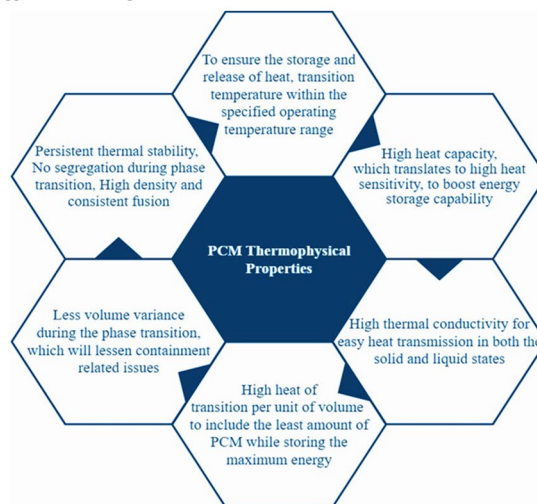 To ensure the storage and
release of heat, transition
temperature within the
specified operating
temperature range
High heat capacity,
which translates to high heat
sensitivity, to boost energy
storage capability
High thermal conductivity for
easy heat transmission in both the
solid and liquid states
High heat of
transition per unit of volume
to include the least amount of
PCM while storing the
maximum energy
Less volume variance
during the phase transition,
which will lessen containment
related issues
Persistent thermal stability,
No segregation during phase
transition, High density and
consistent fusion
PCM Thermophysical
Properties